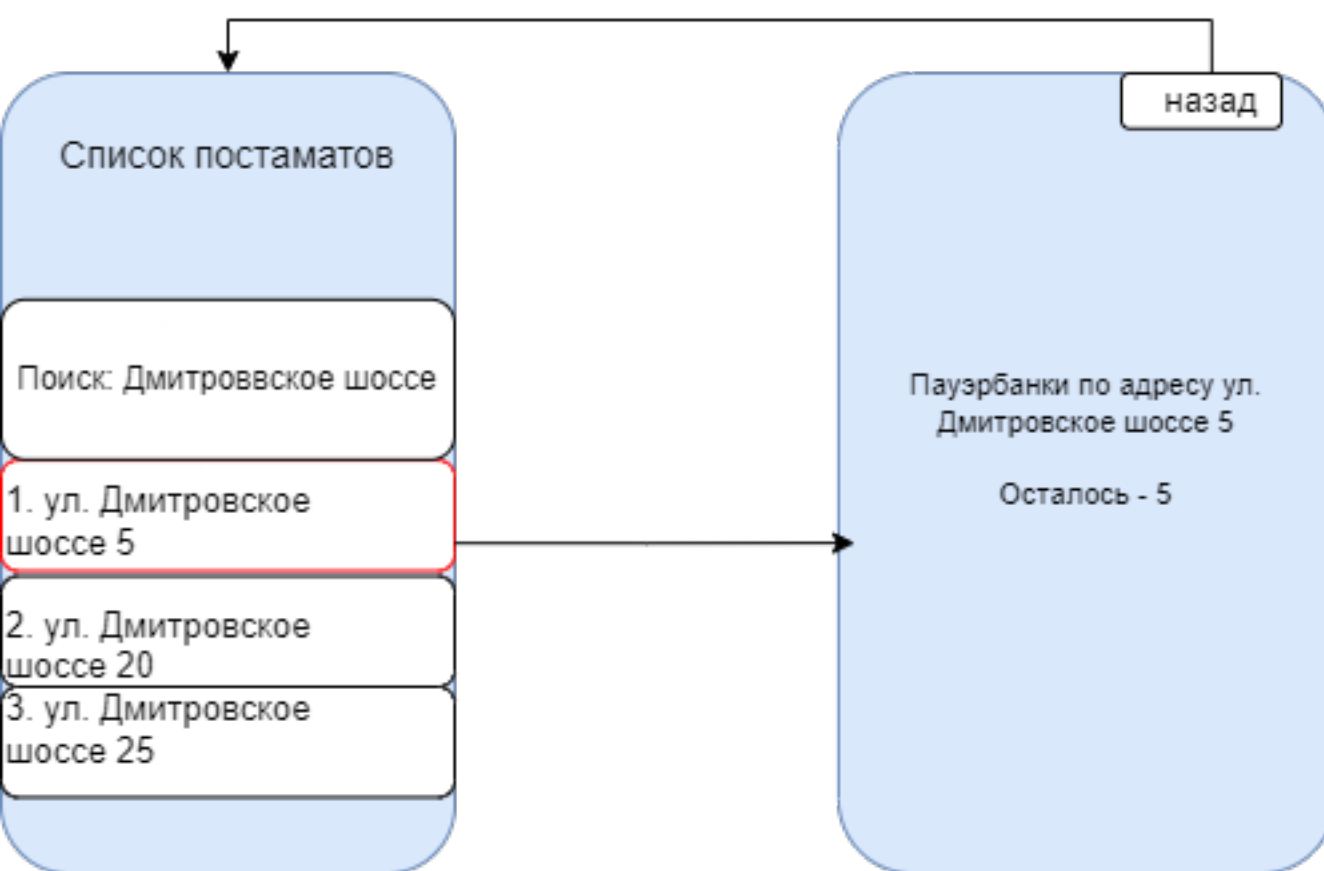 Список постаматов
Поиск: Дмитроввское шоссе
1. ул. Дмитровское
шоссе 5
2. ул. Дмитровское
шоссе 20
3. ул. Дмитровское
шоссе 25
назад
Пауэрбанки по адресу ул.
Дмитровское шоссе 5
Осталось - 5